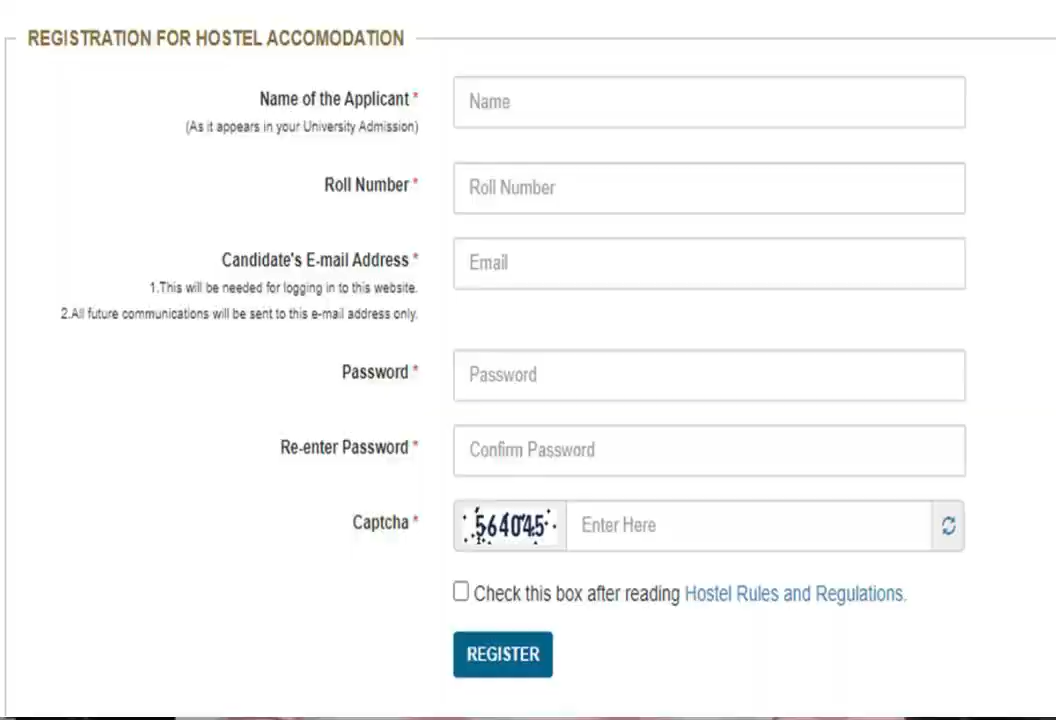 REGISTRATION FOR HOSTEL ACCOMODATION
Name of the Applicant * Name
(As it appears in your University Admission)
Roll Number * Roll Number
Candidate's E-mail Address * Email
1.This will be needed for logging in to this website.
2.All future communications will be sent to this e-mail address only.
Password * Password
Re-enter Password * Confirm Password
Captcha * 564045 Enter Here
Check this box after reading Hostel Rules and Regulations.
REGISTER